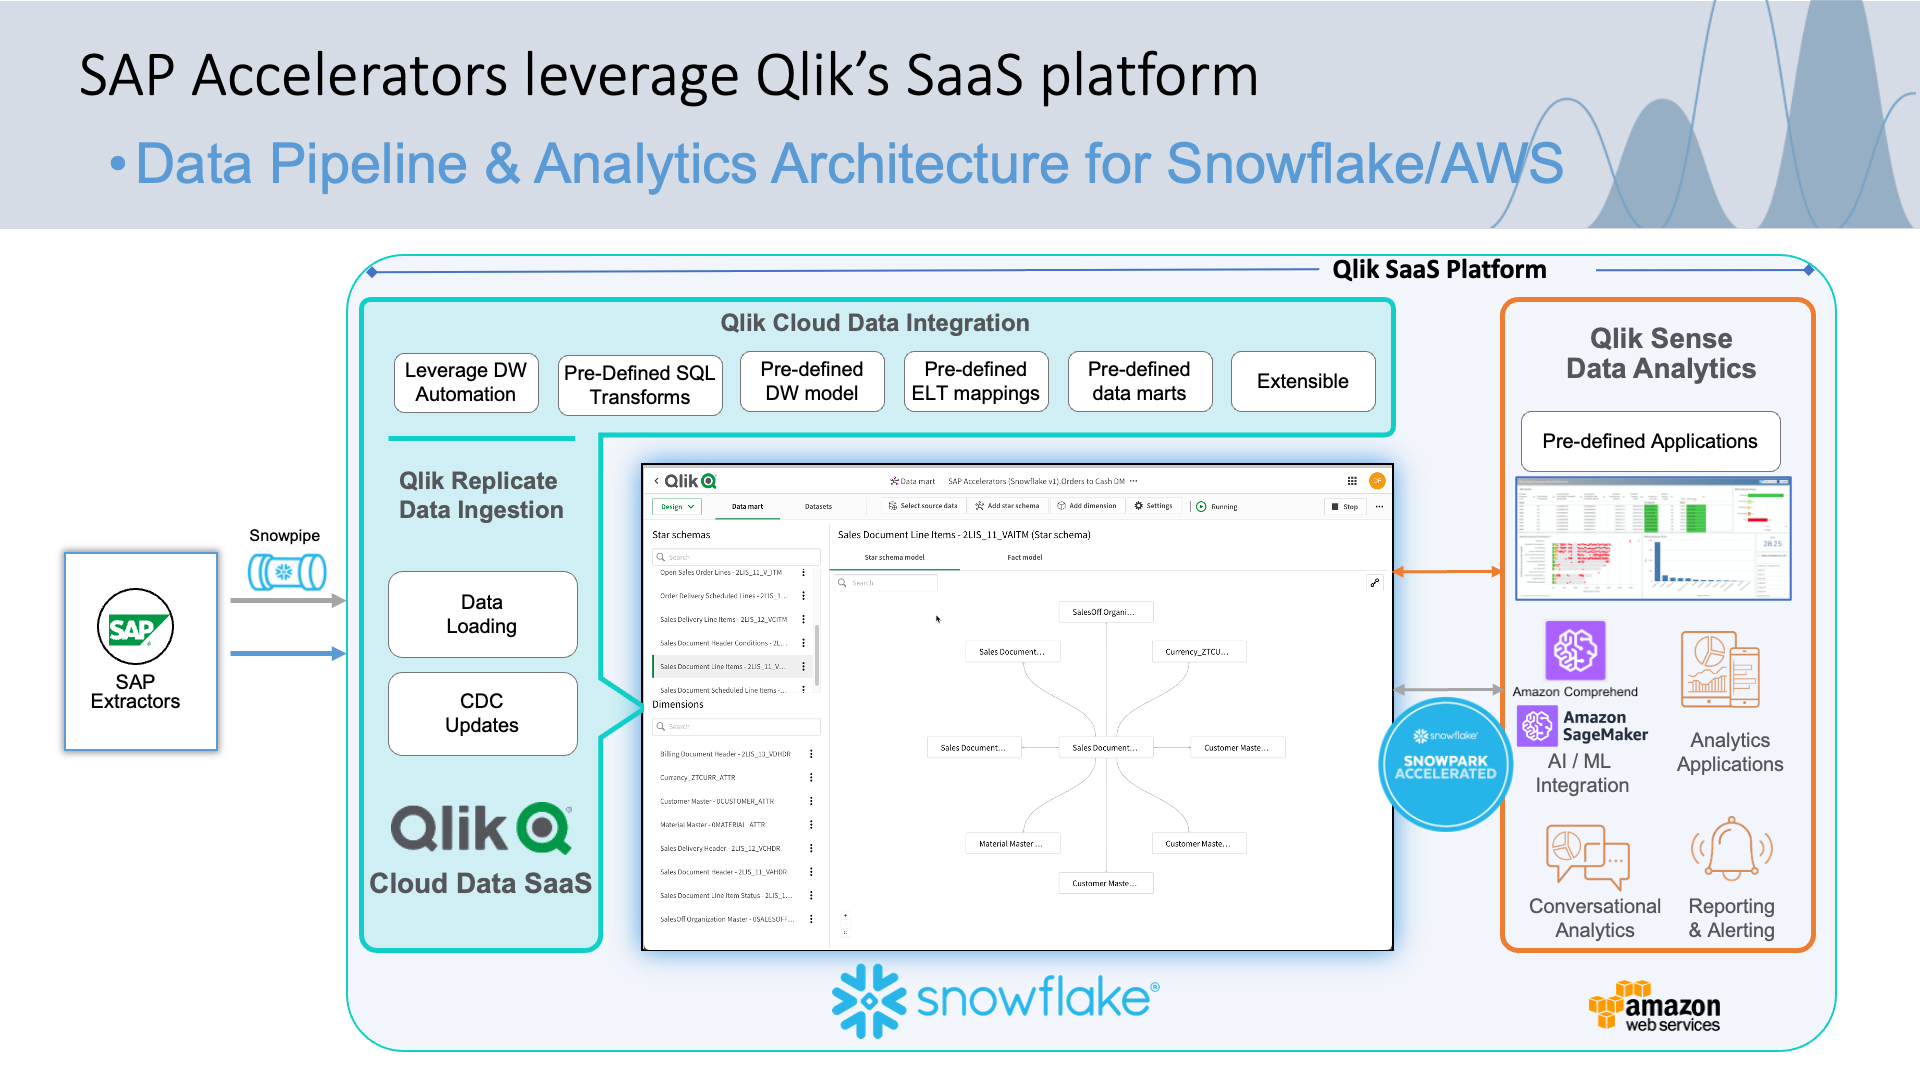 SAP Accelerators leverage Qlik's SaaS platform
•Data Pipeline & Analytics Architecture for Snowflake/AWS
Qlik SaaS Platform
Qlik Cloud Data Integration
Leverage DW
Automation
Pre-Defined SQL
Transforms
Pre-defined
DW model
Pre-defined
ELT mappings
Pre-defined
data marts
Extensible
Qlik Replicate
Data Ingestion
Snowpipe
SAP
SAP
Extractors
Data
Loading
CDC
Updates
Qlik
Cloud Data SaaS
Qlik
Data mart
SAP Accelerators (Snowflake v1).Orders to Cash DM
Design
Data mart
Datasets
Select source data
Add star schema
Add dimension
Settings
Running
Stop
Star schemas
Search
Open Sales Order Lines - 2LIS_11_V_ITM
Order Delivery Scheduled Lines - 2LIS_1...
Sales Delivery Line Items - 2LIS_12_VCITM
Sales Document Header Conditions - 2L...
Sales Document Line Items - 2LIS_11_V...
Sales Document Scheduled Line Items -...
Dimensions
Search
Billing Document Header - 2LIS_13_VDHDR
Currency_ZTCURR_ATTR
Customer Master - 0CUSTOMER_ATTR
Material Master - 0MATERIAL_ATTR
Sales Delivery Header - 2LIS_12_VCHDR
Sales Document Header - 2LIS_11_VAHDR
Sales Document Line Item Status - 2LIS_1...
SalesOff Organization Master - 0SALESOFF...
Sales Document Line Items - 2LIS_11_VAITM (Star schema)
Star schema model
Fact model
Search
SalesOff Organi...
Sales Document...
Currency_ZTCU...
Sales Document...
Sales Document...
Customer Maste...
Material Master ...
Customer Maste...
Customer Maste...
snowflake
SNOWPARK
ACCELERATED
Qlik Sense
Data Analytics
Pre-defined Applications
28.25
Amazon Comprehend
Amazon
SageMaker
AI / ML
Integration
Analytics
Applications
Conversational
Analytics
Reporting
& Alerting
snowflake®
amazon
web services